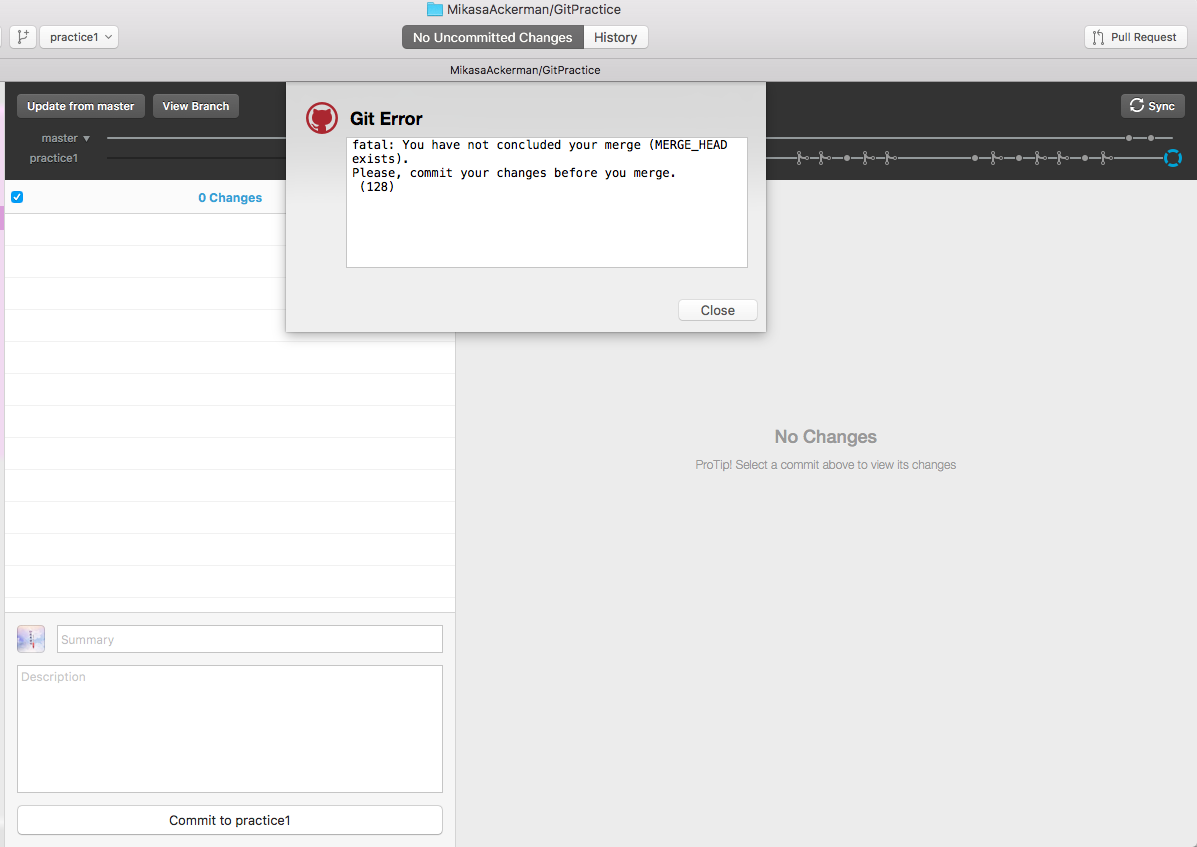 MikasaAckerman/GitPractice
practice1
No Uncommitted Changes
History
Pull Request
MikasaAckerman/GitPractice
Update from master
View Branch
Sync
master
practice1
Git Error
fatal: You have not concluded your merge (MERGE_HEAD
exists).
Please, commit your changes before you merge.
(128)
Close
0 Changes
No Changes
ProTip! Select a commit above to view its changes
Summary
Description
Commit to practice1